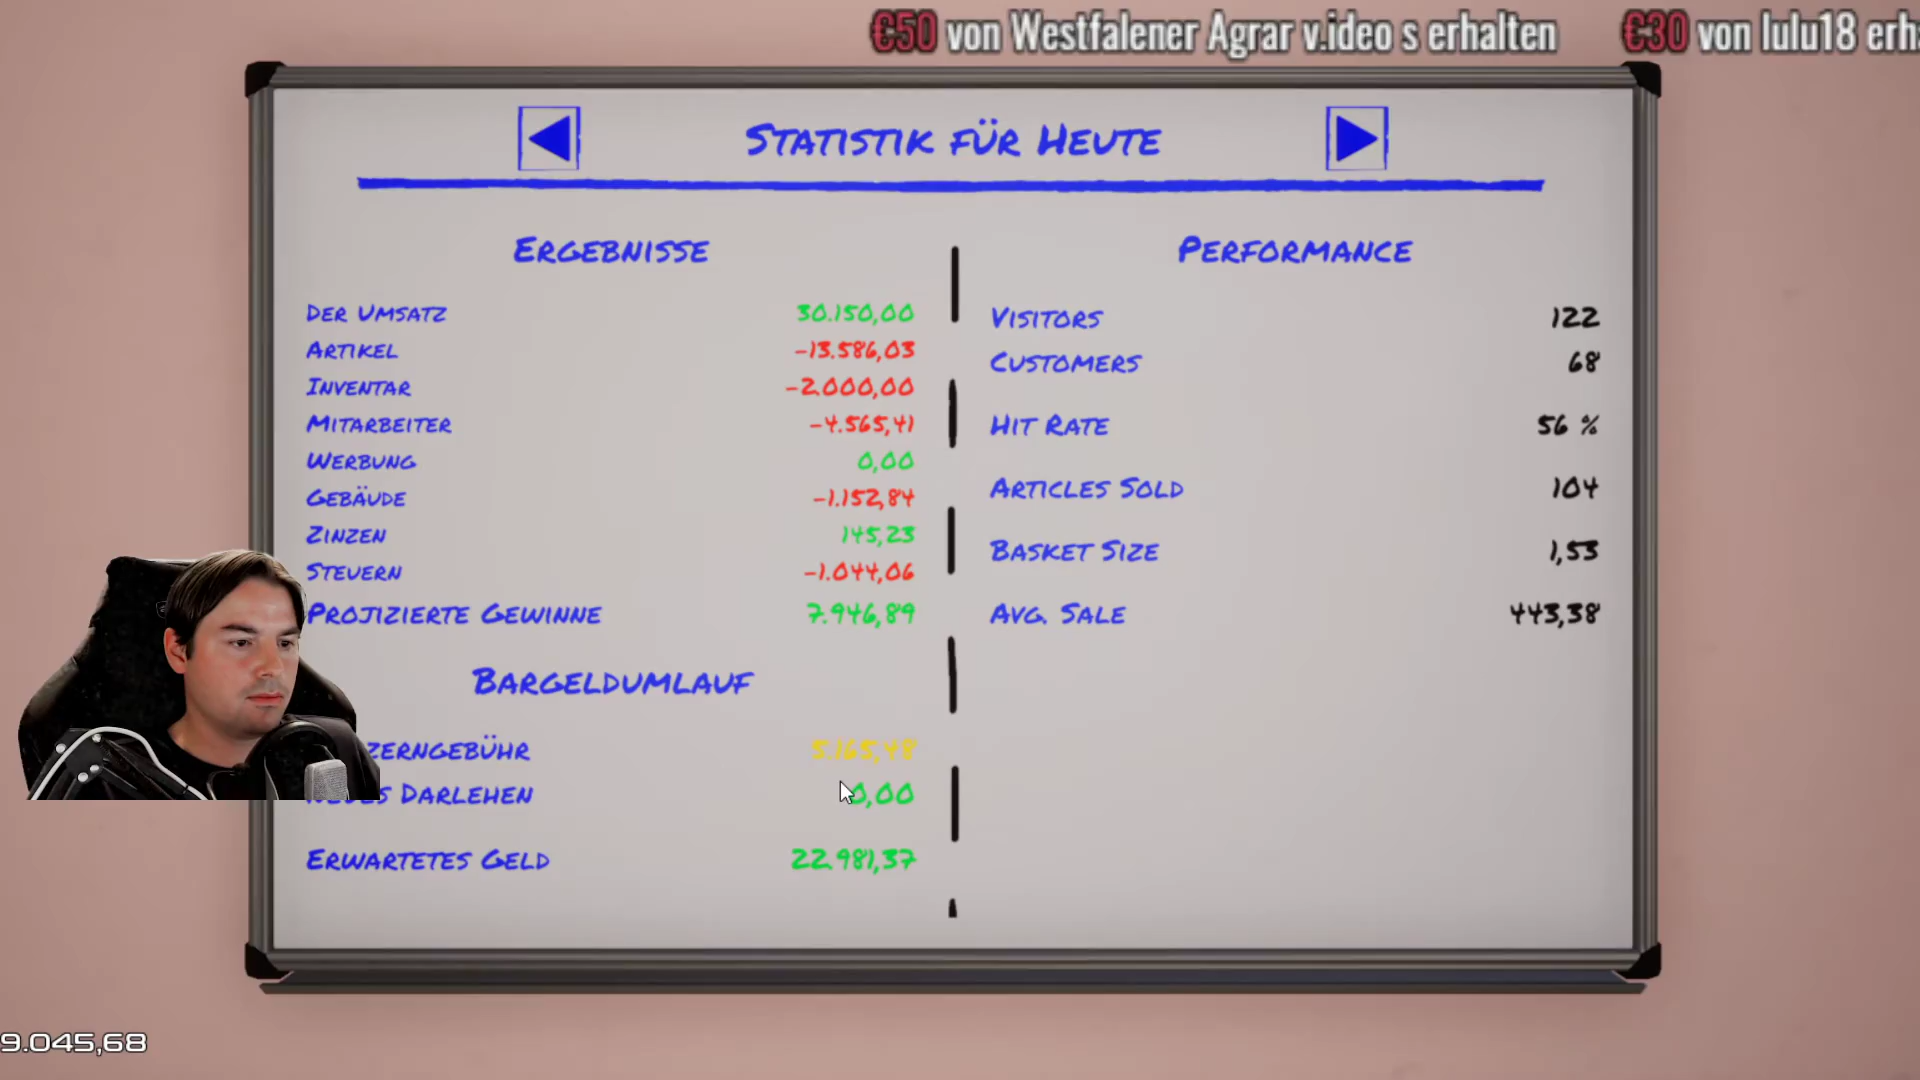 €50 von Westfalener Agrar v.ideo s erhalten €30 von lulu18 erh
Statistik für Heute
Ergebnisse
Der Umsatz 30.150,00
Artikel -13.586,03
Inventar -2.000,00
Mitarbeiter -4.565,41
Werbung 0,00
Gebäude -1.152,84
Zinzen 145,23
Steuern -1.044,06
Projizierte Gewinne 7.946,89
Bargeldumlauf
zerngebühr 5.165,48
Neues Darlehen 0,00
Erwartetes Geld 22.981,37
Performance
Visitors 122
Customers 68
Hit Rate 56 %
Articles Sold 104
Basket Size 1,53
Avg. Sale 443,38
9.045,68